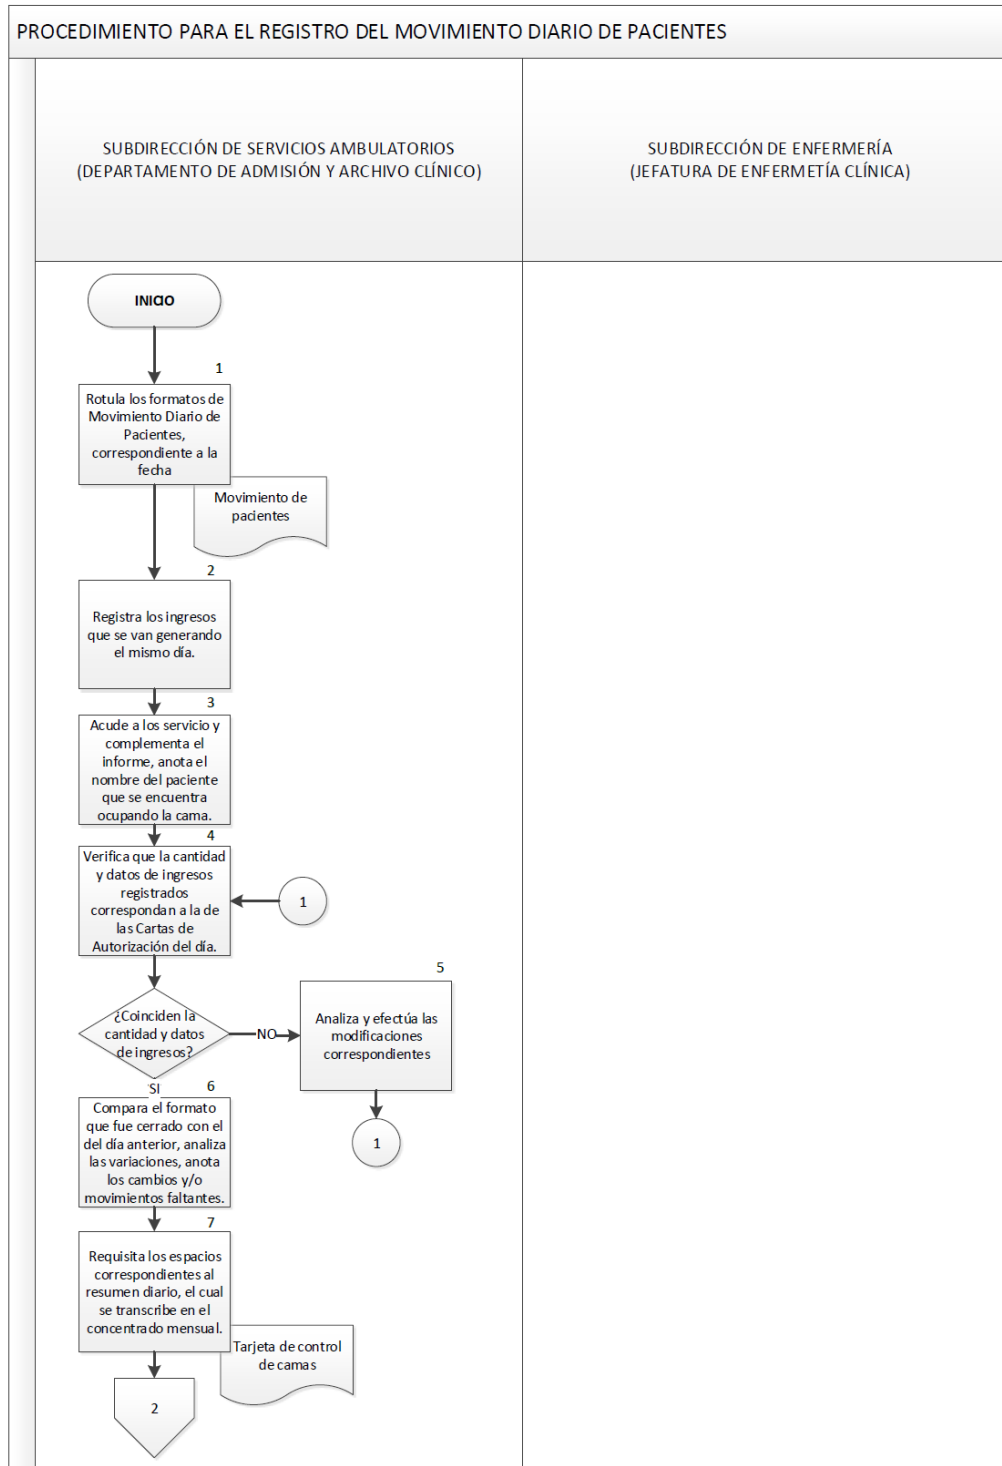 PROCEDIMIENTO PARA EL REGISTRO DEL MOVIMIENTO DIARIO DE PACIENTES
SUBDIRECCIÓN DE SERVICIOS AMBULATORIOS
(DEPARTAMENTO DE ADMISIÓN Y ARCHIVO CLÍNICO)
SUBDIRECCIÓN DE ENFERMERÍA
(JEFATURA DE ENFERMETÍA CLÍNICA)
INICIO
1
Rotula los formatos de
Movimiento Diario de
Pacientes,
correspondiente a la
fecha
Movimiento de
pacientes
2
Registra los ingresos
que se van generando
el mismo día.
3
Acude a los servicio y
complementa el
informe, anota el
nombre del paciente
que se encuentra
ocupando la cama.
4
Verifica que la cantidad
y datos de ingresos
registrados
correspondan a la de
las Cartas de
Autorización del día.
1
¿Coinciden la
cantidad y datos
de ingresos?
NO
5
Analiza y efectúa las
modificaciones
correspondientes
1
SI
6
Compara el formato
que fue cerrado con el
del día anterior, analiza
las variaciones, anota
los cambios y/o
movimientos faltantes.
7
Requisita los espacios
correspondientes al
resumen diario, el cual
se transcribe en el
concentrado mensual.
Tarjeta de control
de camas
2